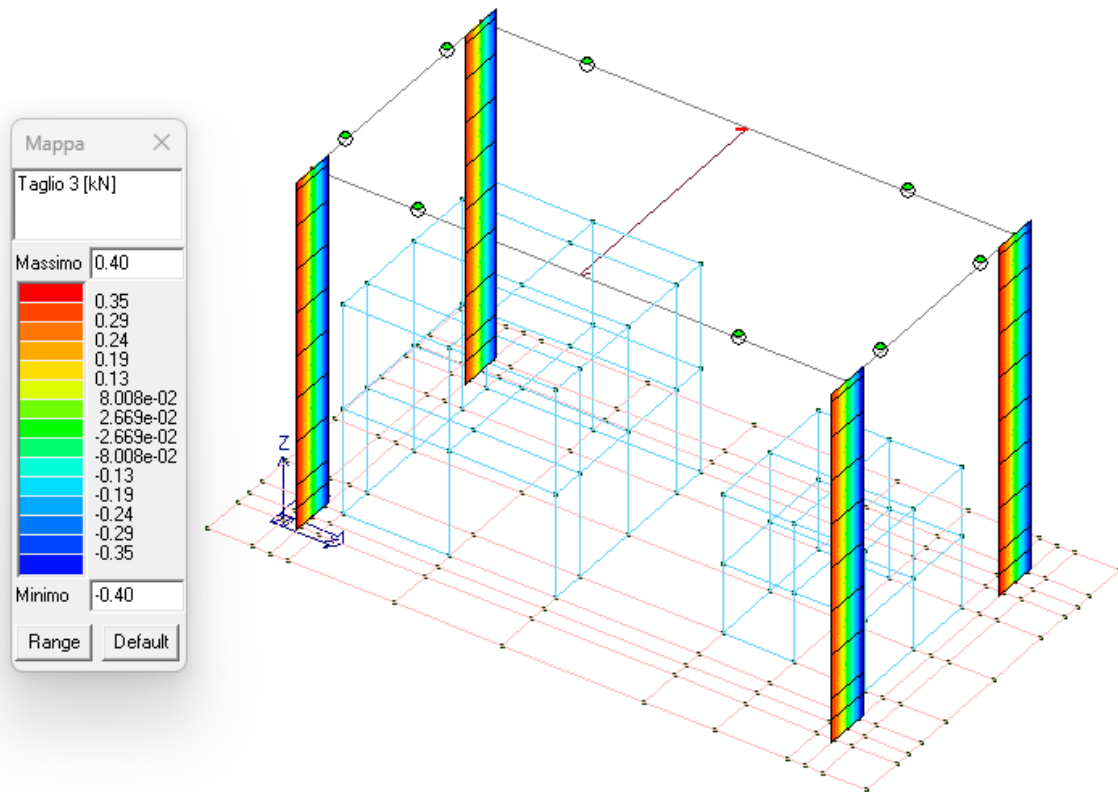 Mappa
Taglio 3 [kN]
Massimo 0.40
0.35
0.29
0.24
0.19
0.13
8.008e-02
2.669e-02
-2.669e-02
-8.008e-02
-0.13
-0.19
-0.24
-0.29
-0.35
Minimo -0.40
Range Default
Z